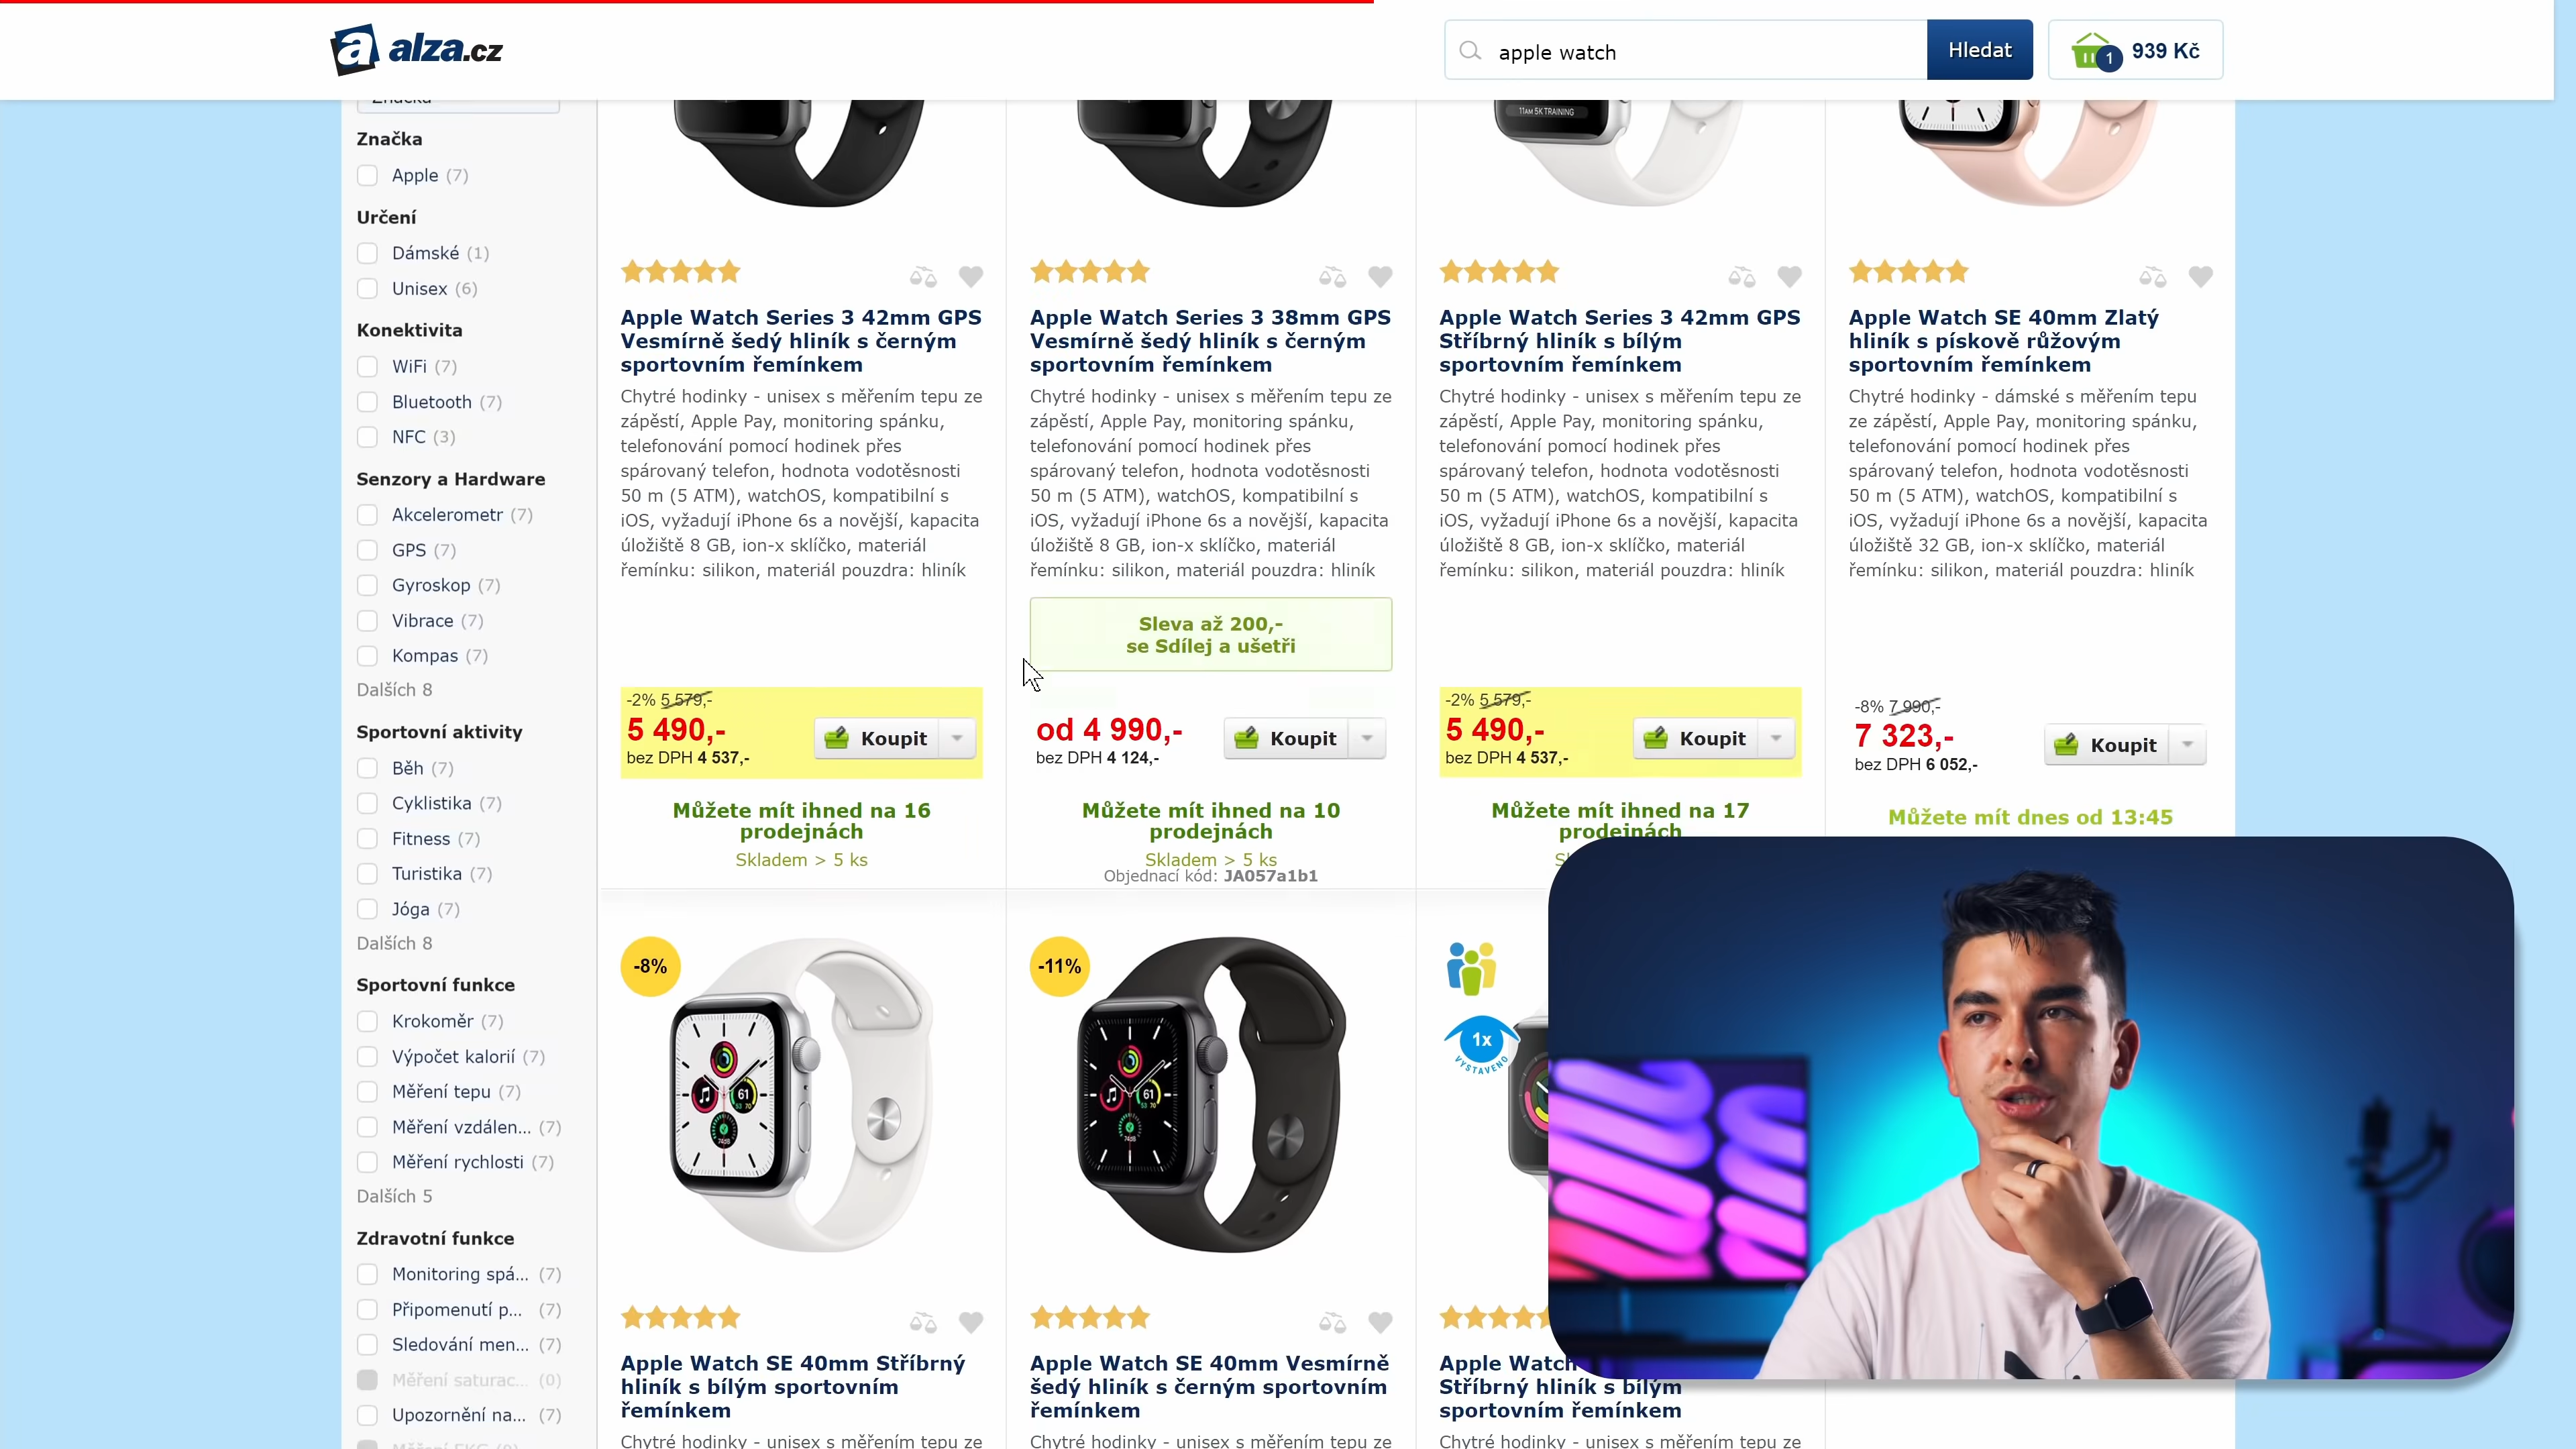 a alza.cz
apple watch
Hledat
1
939 Kč
Značka
Apple (7)
Určení
Dámské (1)
Unisex (6)
Konektivita
WiFi (7)
Bluetooth (7)
NFC (3)
Senzory a Hardware
Akcelerometr (7)
GPS (7)
Gyroskop (7)
Vibrace (7)
Kompas (7)
Dalších 8
Sportovní aktivity
Běh (7)
Cyklistika (7)
Fitness (7)
Turistika (7)
Jóga (7)
Dalších 8
Sportovní funkce
Krokoměr (7)
Výpočet kalorií (7)
Měření tepu (7)
Měření vzdálen... (7)
Měření rychlosti (7)
Dalších 5
Zdravotní funkce
Monitoring spá... (7)
Připomenutí p... (7)
Sledování men... (7)
Měření saturac... (0)
Upozornění na... (7)
Apple Watch Series 3 42mm GPS
Vesmírně šedý hliník s černým
sportovním řemínkem
Chytré hodinky - unisex s měřením tepu ze
zápěstí, Apple Pay, monitoring spánku,
telefonování pomocí hodinek přes
spárovaný telefon, hodnota vodotěsnosti
50 m (5 ATM), watchOS, kompatibilní s
iOS, vyžadují iPhone 6s a novější, kapacita
úložiště 8 GB, ion-x sklíčko, materiál
řemínku: silikon, materiál pouzdra: hliník
-2% 5 579,-
5 490,-
bez DPH 4 537,-
Koupit
Můžete mít ihned na 16
prodejnách
Skladem > 5 ks
Apple Watch Series 3 38mm GPS
Vesmírně šedý hliník s černým
sportovním řemínkem
Chytré hodinky - unisex s měřením tepu ze
zápěstí, Apple Pay, monitoring spánku,
telefonování pomocí hodinek přes
spárovaný telefon, hodnota vodotěsnosti
50 m (5 ATM), watchOS, kompatibilní s
iOS, vyžadují iPhone 6s a novější, kapacita
úložiště 8 GB, ion-x sklíčko, materiál
řemínku: silikon, materiál pouzdra: hliník
Sleva až 200,-
se Sdílej a ušetři
od 4 990,-
bez DPH 4 124,-
Koupit
Můžete mít ihned na 10
prodejnách
Skladem > 5 ks
Objednací kód: JA057a1b1
11AM 5K TRAINING
Apple Watch Series 3 42mm GPS
Stříbrný hliník s bílým
sportovním řemínkem
Chytré hodinky - unisex s měřením tepu ze
zápěstí, Apple Pay, monitoring spánku,
telefonování pomocí hodinek přes
spárovaný telefon, hodnota vodotěsnosti
50 m (5 ATM), watchOS, kompatibilní s
iOS, vyžadují iPhone 6s a novější, kapacita
úložiště 8 GB, ion-x sklíčko, materiál
řemínku: silikon, materiál pouzdra: hliník
-2% 5 579,-
5 490,-
bez DPH 4 537,-
Koupit
Můžete mít ihned na 17
prodejnách
Apple Watch SE 40mm Zlatý
hliník s pískově růžovým
sportovním řemínkem
Chytré hodinky - dámské s měřením tepu
ze zápěstí, Apple Pay, monitoring spánku,
telefonování pomocí hodinek přes
spárovaný telefon, hodnota vodotěsnosti
50 m (5 ATM), watchOS, kompatibilní s
iOS, vyžadují iPhone 6s a novější, kapacita
úložiště 32 GB, ion-x sklíčko, materiál
řemínku: silikon, materiál pouzdra: hliník
-8% 7 990,-
7 323,-
bez DPH 6 052,-
Koupit
Můžete mít dnes od 13:45
-8%
61
Apple Watch SE 40mm Stříbrný
hliník s bílým sportovním
řemínkem
Chytré hodinky - unisex s měřením tepu ze
-11%
61
Apple Watch SE 40mm Vesmírně
šedý hliník s černým sportovním
řemínkem
Chytré hodinky - unisex s měřením tepu ze
1x
VYSTAVENO
Apple Watch
Stříbrný hliník s bílým
sportovním řemínkem
Chytré hodinky - unisex s měřením tepu ze